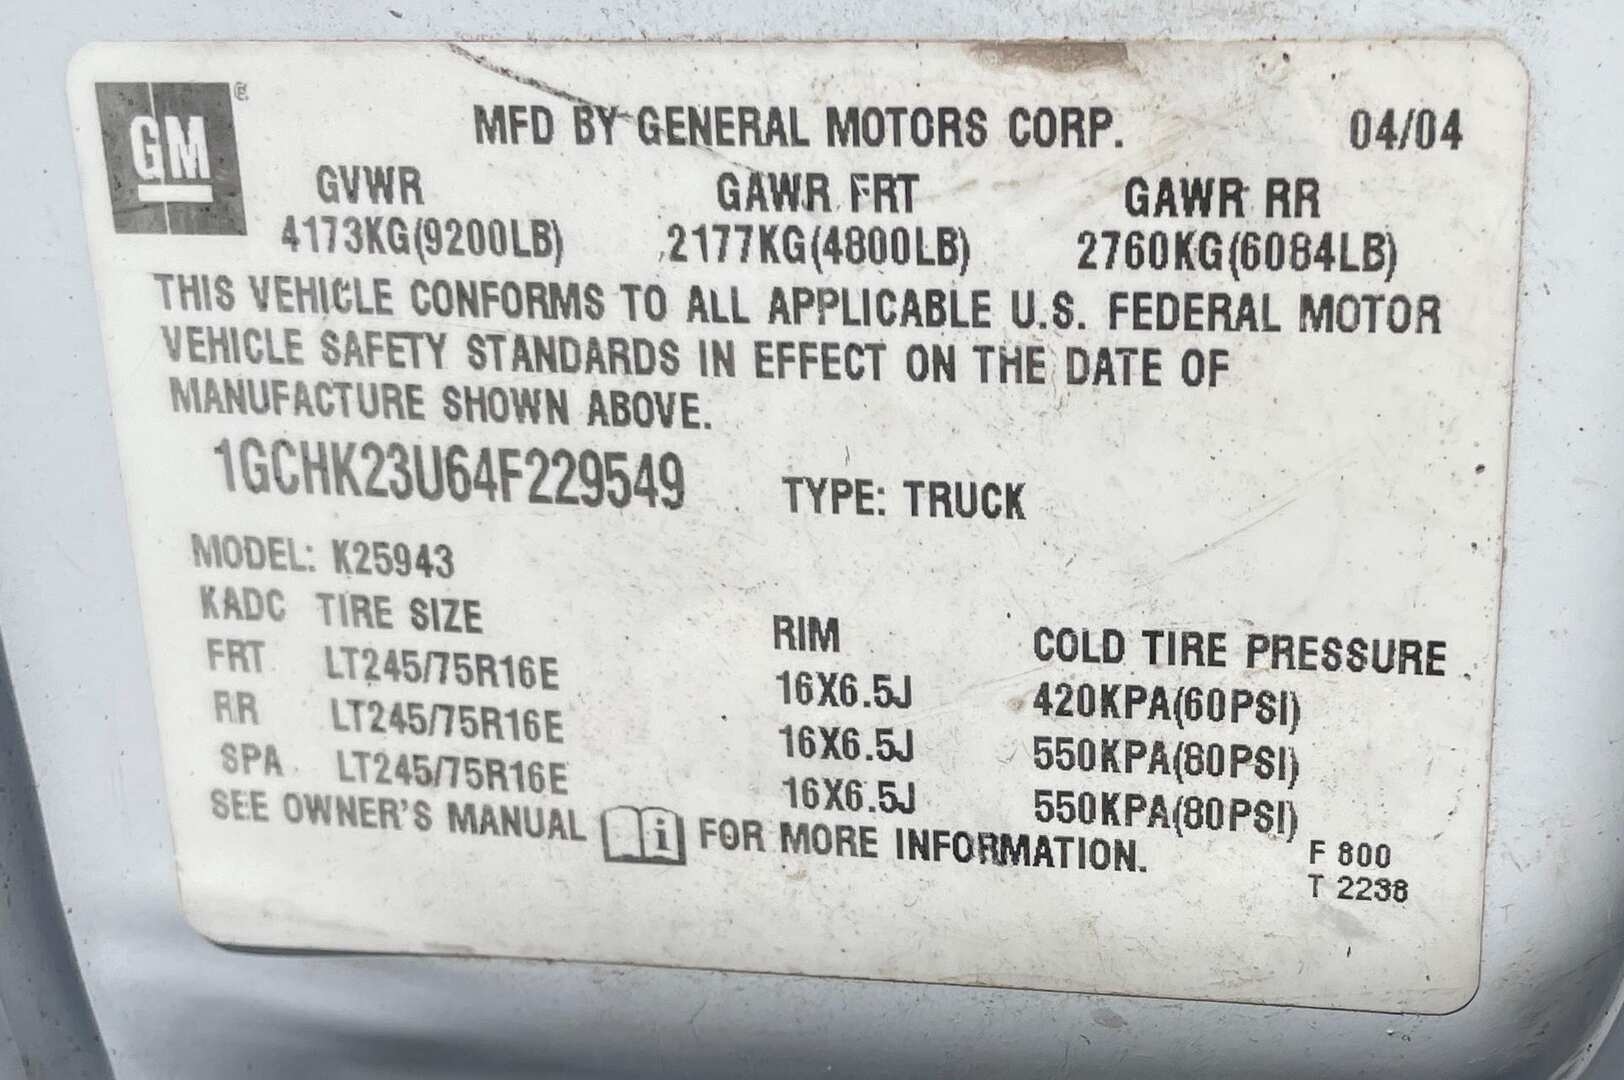 GM
MFD BY GENERAL MOTORS CORP. 04/04
GVWR GAWR FRT GAWR RR
4173KG(9200LB) 2177KG(4800LB) 2760KG(6084LB)
THIS VEHICLE CONFORMS TO ALL APPLICABLE U.S. FEDERAL MOTOR
VEHICLE SAFETY STANDARDS IN EFFECT ON THE DATE OF
MANUFACTURE SHOWN ABOVE.
1GCHK23U64F229549 TYPE: TRUCK
MODEL: K25943
KADC TIRE SIZE RIM COLD TIRE PRESSURE
FRT LT245/75R16E 16X6.5J 420KPA(60PSI)
RR LT245/75R16E 16X6.5J 550KPA(80PSI)
SPA LT245/75R16E 16X6.5J 550KPA(80PSI)
SEE OWNER'S MANUAL i FOR MORE INFORMATION.
F 800
T 2238